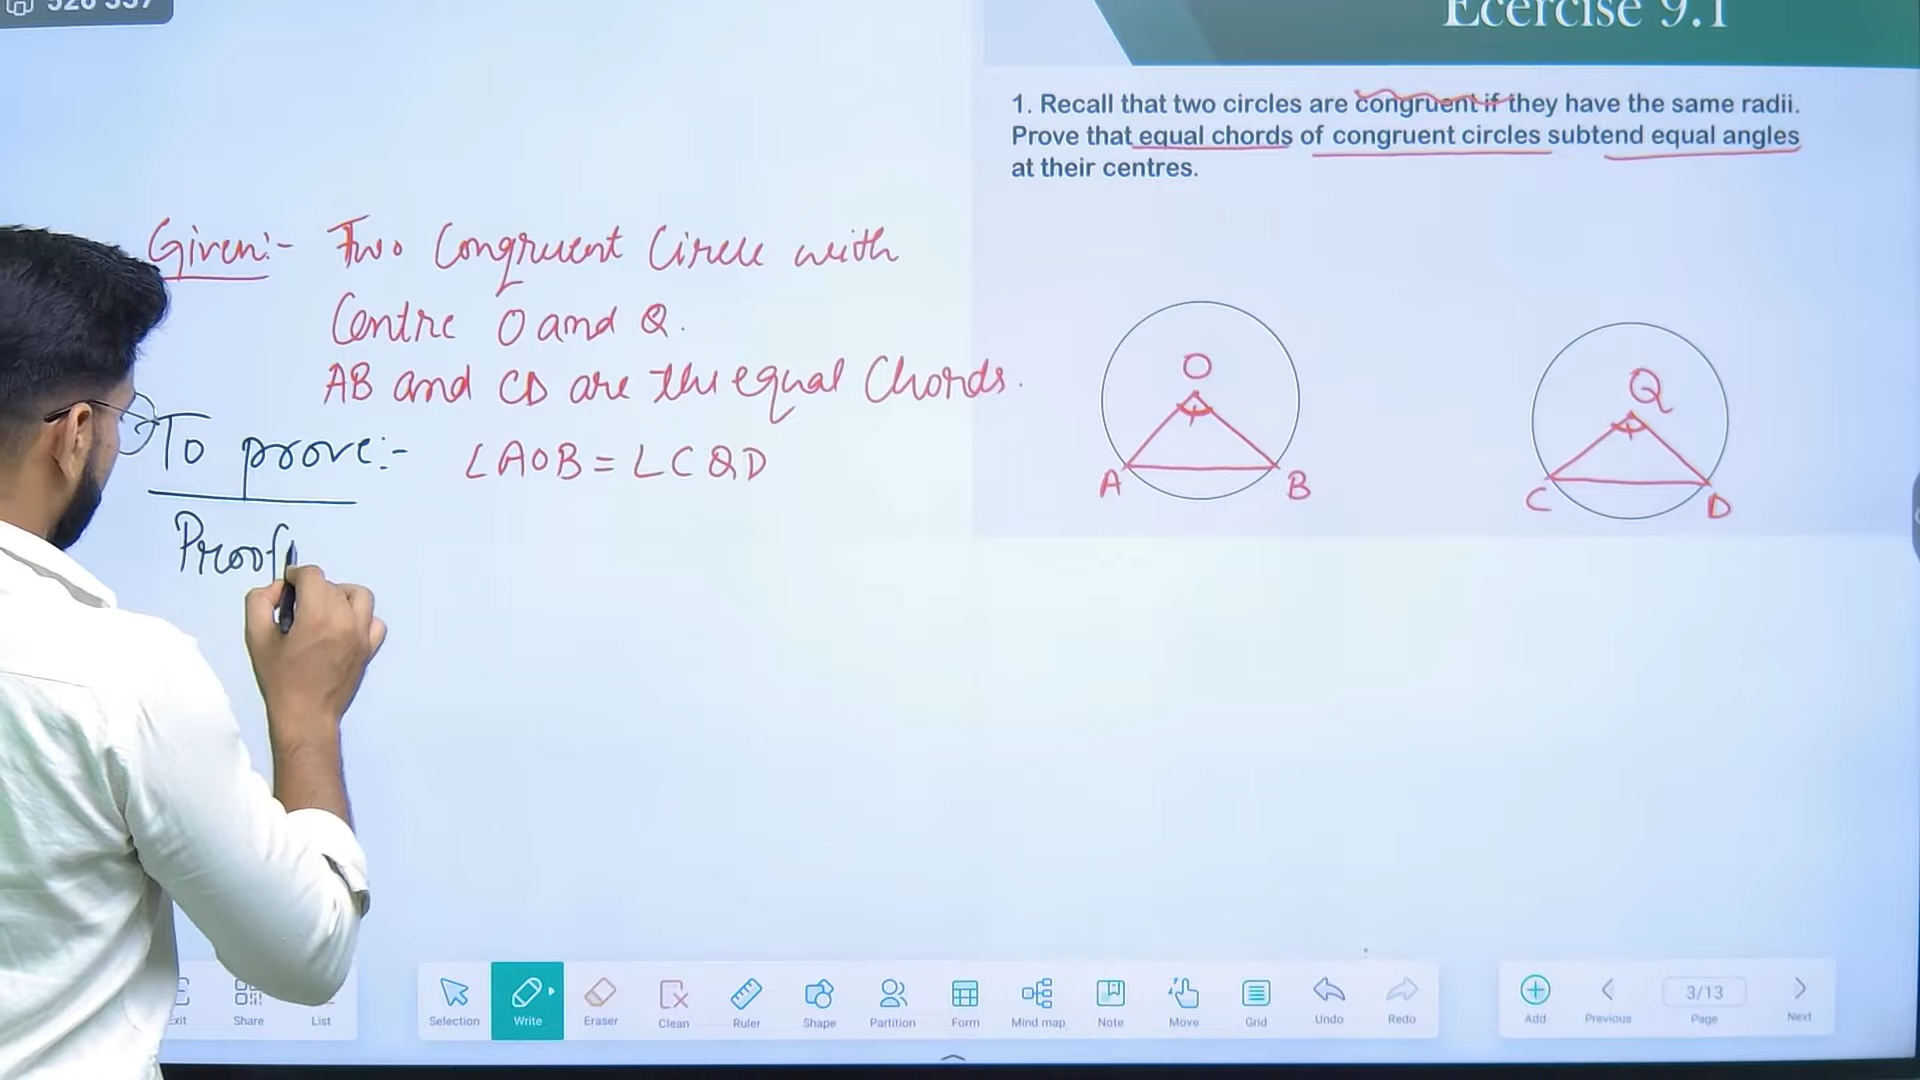 Ecercise 9.1
1. Recall that two circles are congruent if they have the same radii.
Prove that equal chords of congruent circles subtend equal angles
at their centres.
Given:- Two Congruent Circle with
Centre O and Q.
AB and CD are the equal Chords.
To prove:- ∠AOB = ∠CQD
Proof
O
A
B
Q
C
D
Share
List
Selection
Write
Eraser
Clean
Ruler
Shape
Partition
Form
Mind map
Note
Move
Grid
Undo
Redo
Add
Previous
3/13
Page
Next